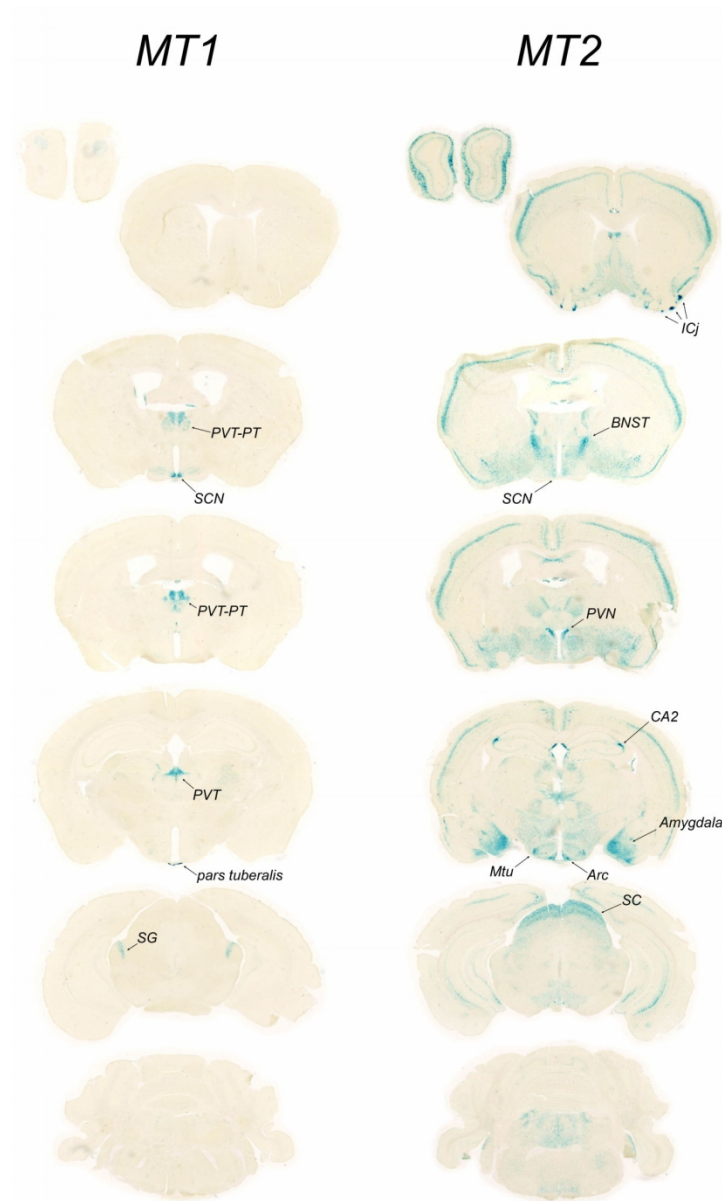 MT1
MT2
ICj
PVT-PT
SCN
BNST
SCN
PVT-PT
PVN
PVT
pars tuberalis
CA2
Amygdala
Mtu
Arc
SG
SC